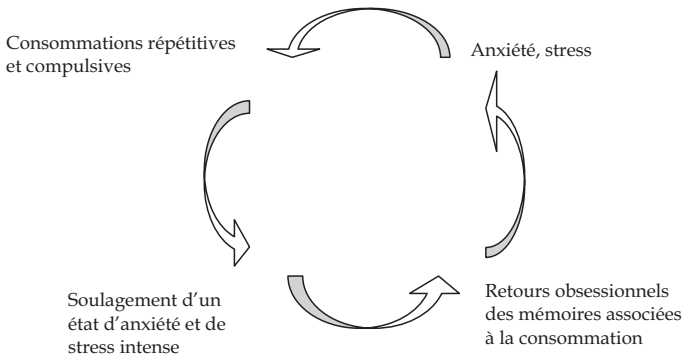 Consommations répétitives
et compulsives
Anxiété, stress
Soulagement d’un
état d’anxiété et de
stress intense
Retours obsessionnels
des mémoires associées
à la consommation